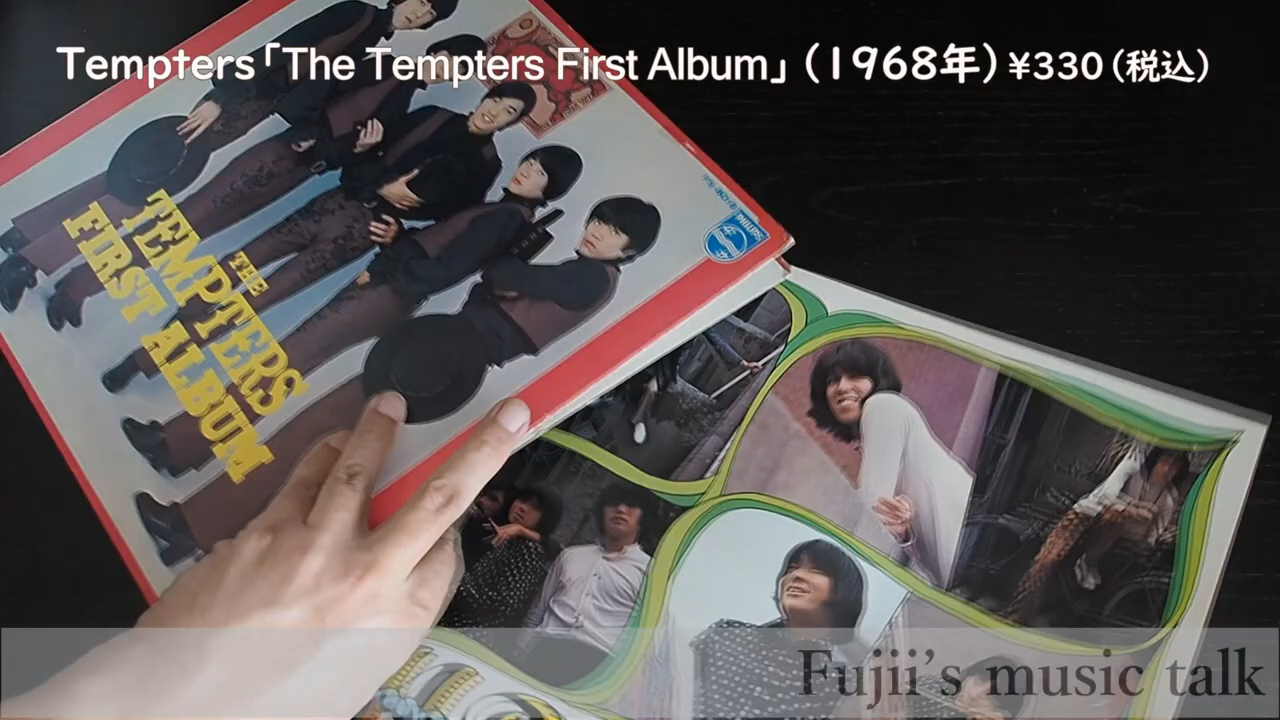 Tempters「The Tempters First Album」（1968年）¥330（税込）
PHILIPS
THE
TEMPTERS
FIRST ALBUM
Fujii's music talk